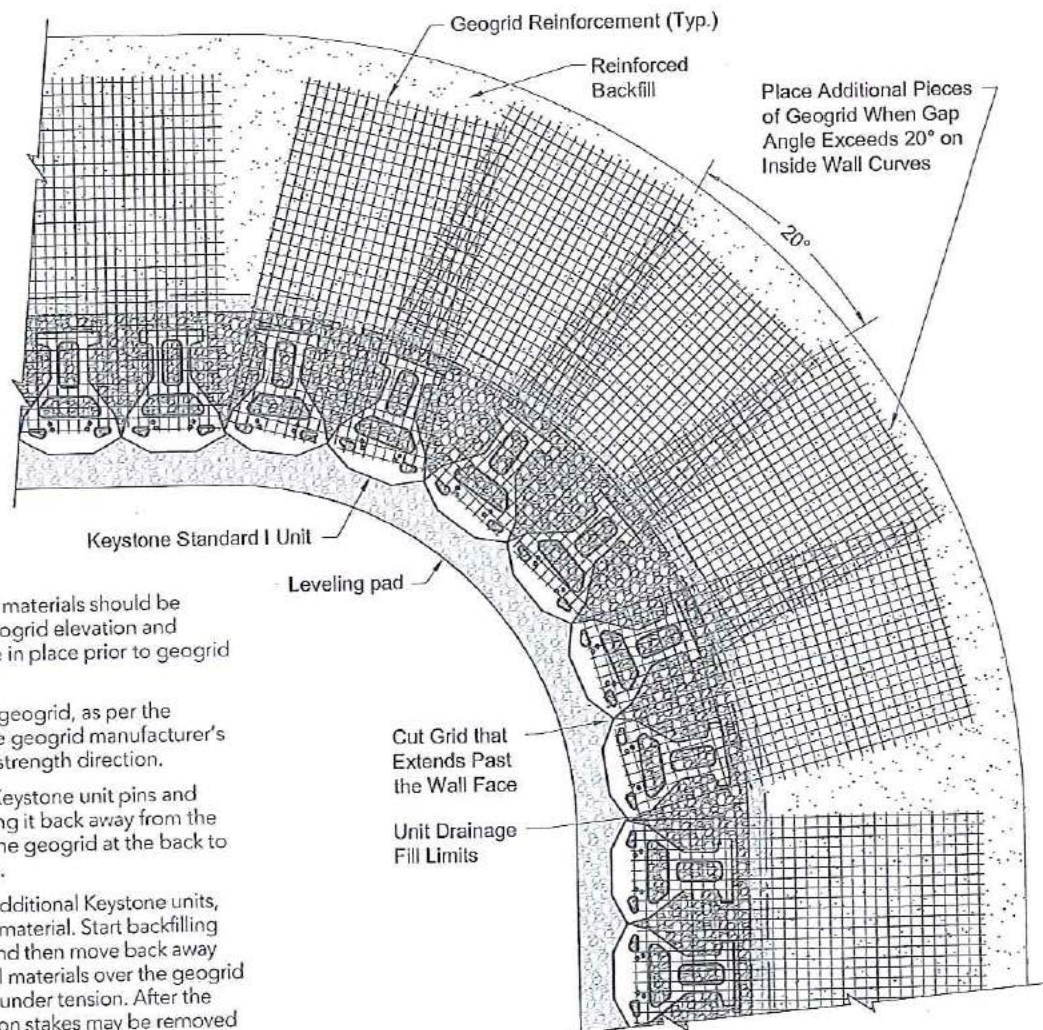 Geogrid Reinforcement (Typ.)
Reinforced
Backfill
Place Additional Pieces
of Geogrid When Gap
Angle Exceeds 20° on
Inside Wall Curves
20°
Keystone Standard I Unit
Leveling pad
materials should be
ogrid elevation and
in place prior to geogrid
geogrid, as per the
geogrid manufacturer's
strength direction.
Keystone unit pins and
ng it back away from the
he geogrid at the back to
.
dditional Keystone units,
material. Start backfilling
nd then move back away
l materials over the geogrid
under tension. After the
on stakes may be removed
Cut Grid that
Extends Past
the Wall Face
Unit Drainage
Fill Limits